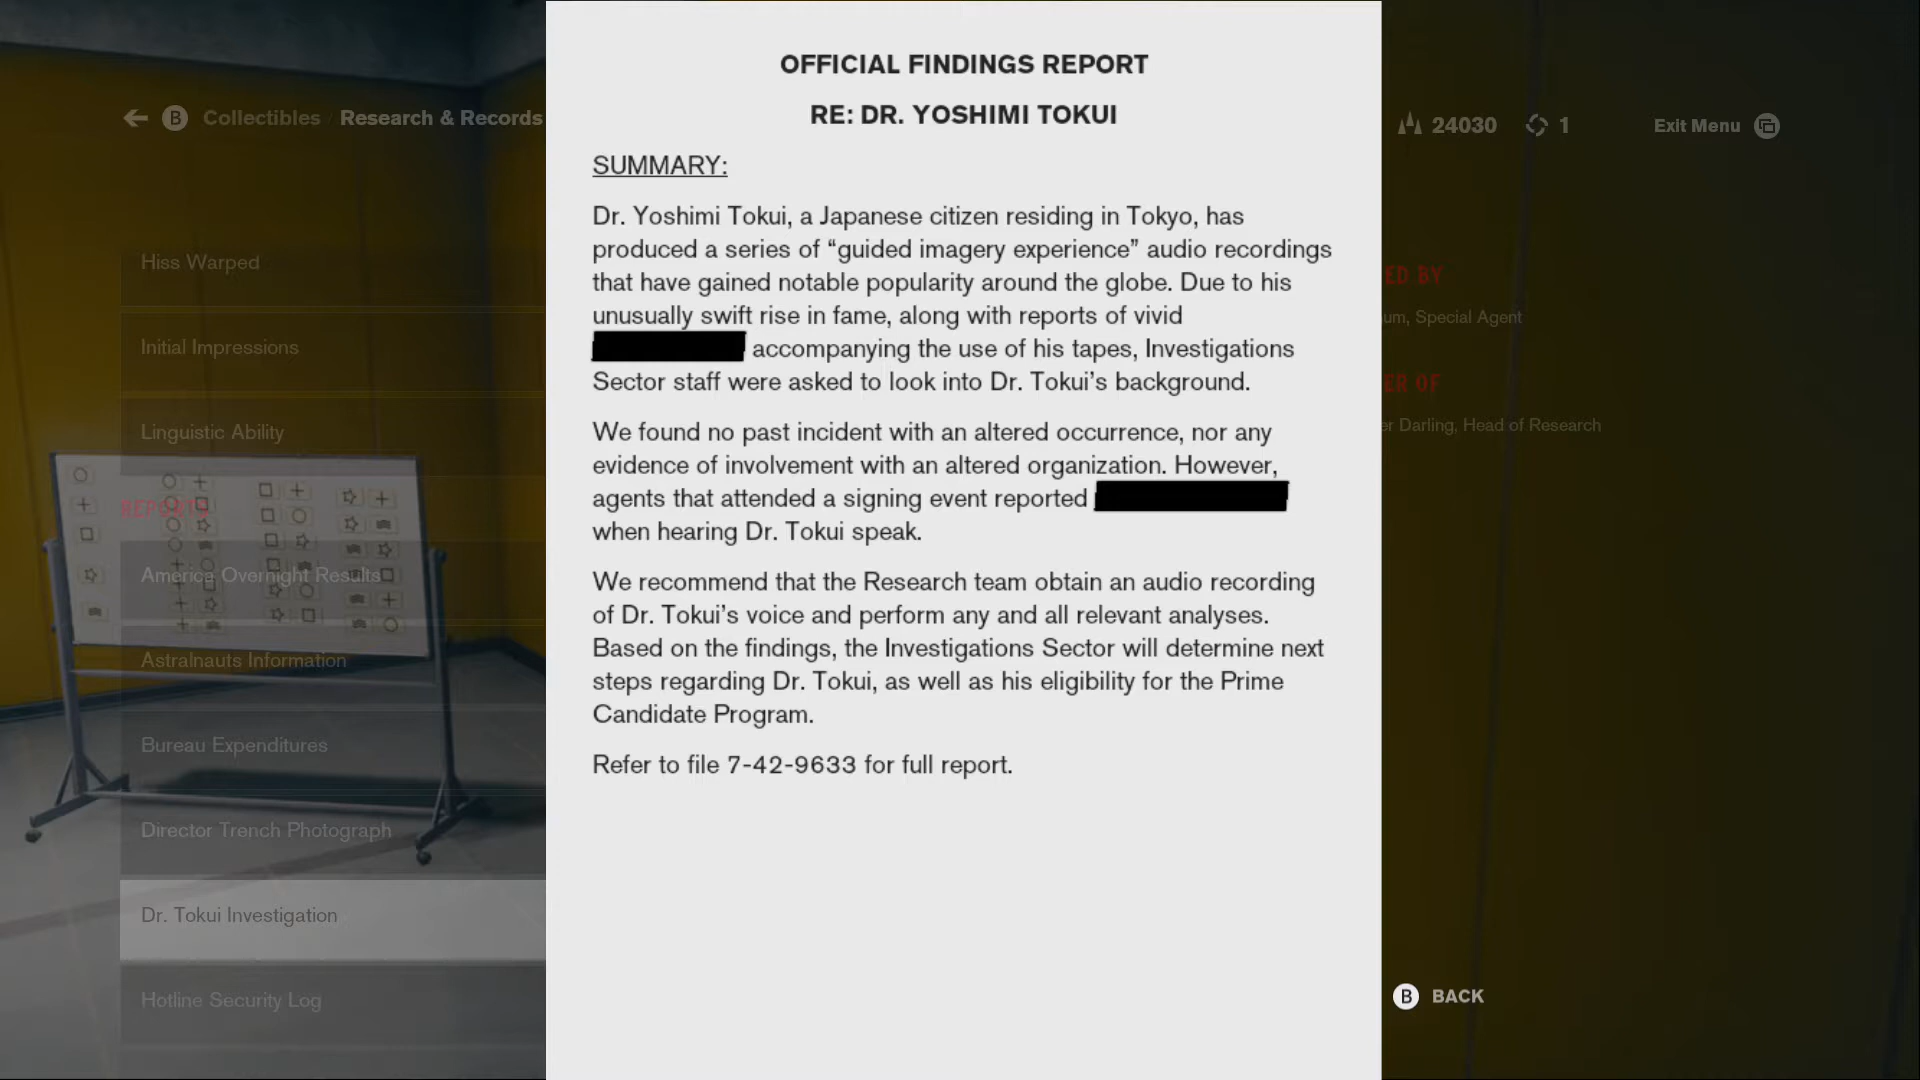 OFFICIAL FINDINGS REPORT
RE: DR. YOSHIMI TOKUI
SUMMARY:
Dr. Yoshimi Tokui, a Japanese citizen residing in Tokyo, has
produced a series of “guided imagery experience” audio recordings
that have gained notable popularity around the globe. Due to his
unusually swift rise in fame, along with reports of vivid
accompanying the use of his tapes, Investigations
Sector staff were asked to look into Dr. Tokui’s background.
We found no past incident with an altered occurrence, nor any
evidence of involvement with an altered organization. However,
agents that attended a signing event reported
when hearing Dr. Tokui speak.
We recommend that the Research team obtain an audio recording
of Dr. Tokui’s voice and perform any and all relevant analyses.
Based on the findings, the Investigations Sector will determine next
steps regarding Dr. Tokui, as well as his eligibility for the Prime
Candidate Program.
Refer to file 7-42-9633 for full report.
B Collectibles / Research & Records
Hiss Warped
Initial Impressions
Linguistic Ability
REPORTS
America Overnight Results
Astralnauts Information
Bureau Expenditures
Director Trench Photograph
Dr. Tokui Investigation
Hotline Security Log
24030 1 Exit Menu
ED BY
um, Special Agent
ER OF
er Darling, Head of Research
B BACK